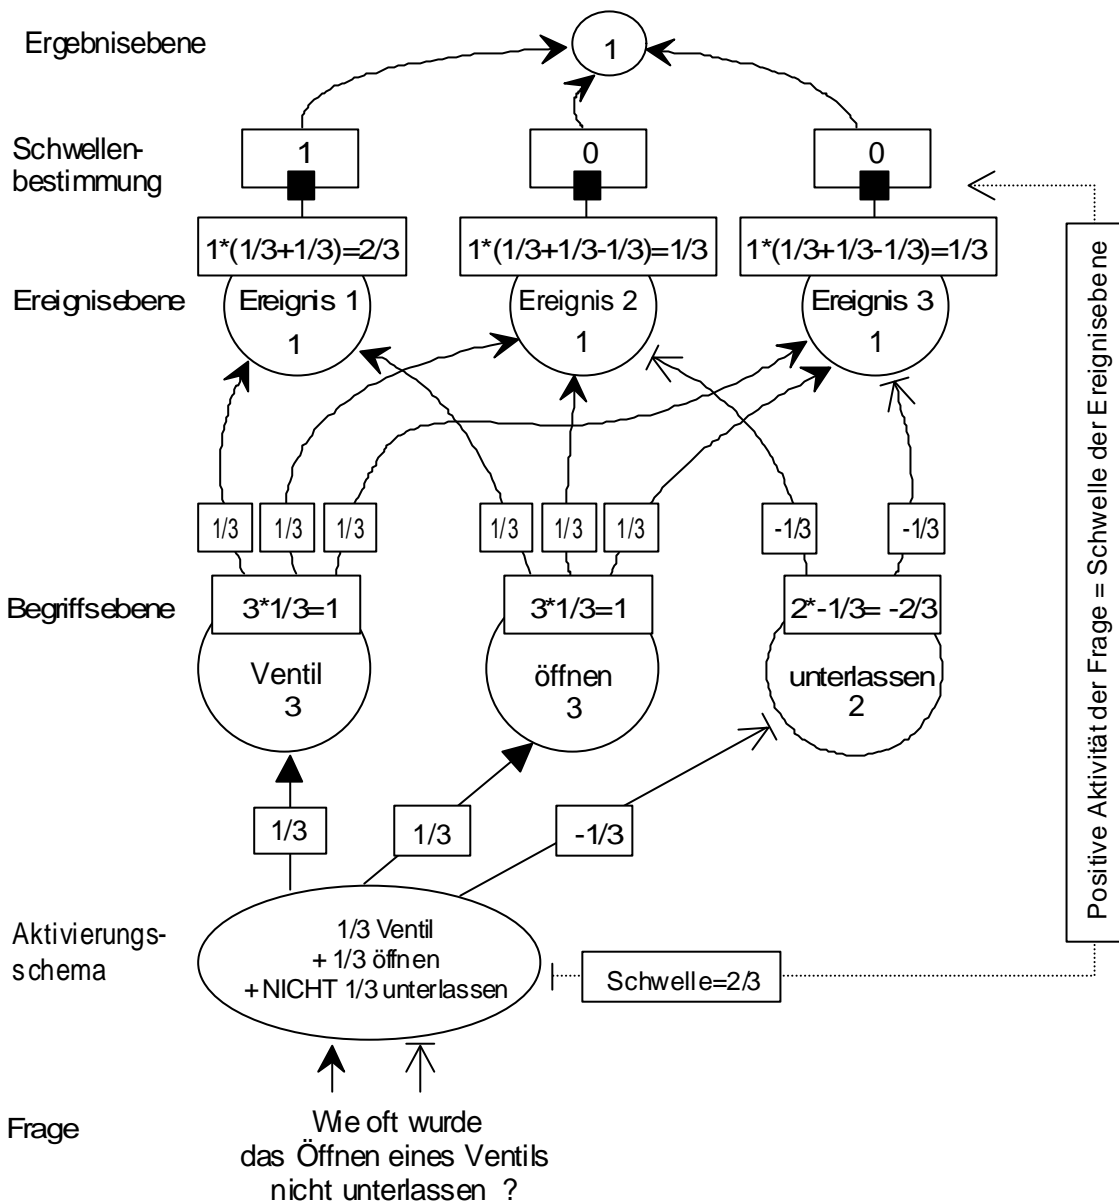 Ergebnisebene
1
Schwellen-
bestimmung
1
0
0
1*(1/3+1/3)=2/3
1*(1/3+1/3-1/3)=1/3
1*(1/3+1/3-1/3)=1/3
Ereignisebene
Ereignis 1
1
Ereignis 2
1
Ereignis 3
1
1/3
1/3
1/3
1/3
1/3
1/3
-1/3
-1/3
Begriffsebene
3*1/3=1
3*1/3=1
2*-1/3= -2/3
Ventil
3
öffnen
3
unterlassen
2
1/3
1/3
-1/3
Aktivierungs-
schema
1/3 Ventil
+ 1/3 öffnen
+NICHT 1/3 unterlassen
Schwelle=2/3
Positive Aktivität der Frage = Schwelle der Ereignisebene
Frage
Wie oft wurde
das Öffnen eines Ventils
nicht unterlassen ?